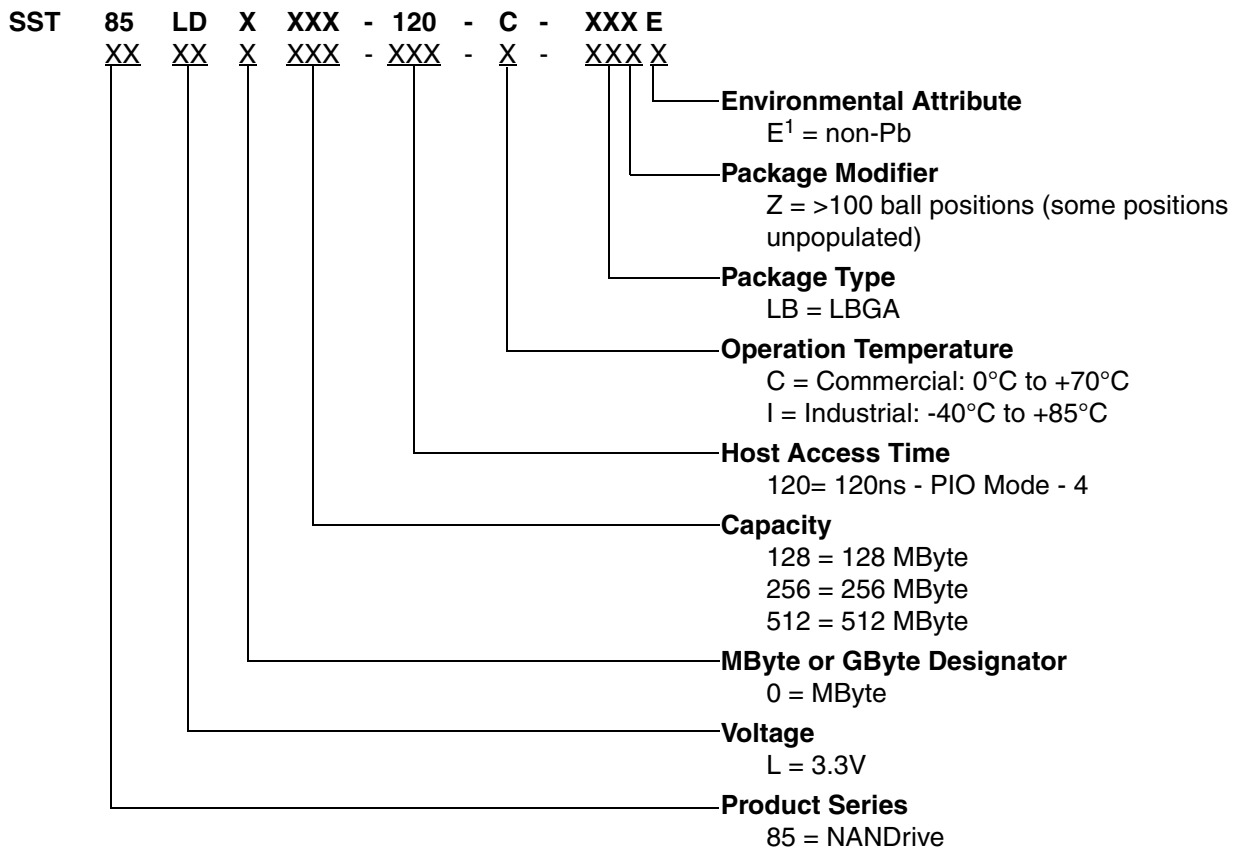 SST 85 LD X XXX - 120 - C - XXX E
XX XX X XXX - XXX - X - XXX X
Environmental Attribute
E1 = non-Pb
Package Modifier
Z = >100 ball positions (some positions
unpopulated)
Package Type
LB = LBGA
Operation Temperature
C = Commercial: 0°C to +70°C
I = Industrial: -40°C to +85°C
Host Access Time
120= 120ns - PIO Mode - 4
Capacity
128 = 128 MByte
256 = 256 MByte
512 = 512 MByte
MByte or GByte Designator
0 = MByte
Voltage
L = 3.3V
Product Series
85 = NANDrive